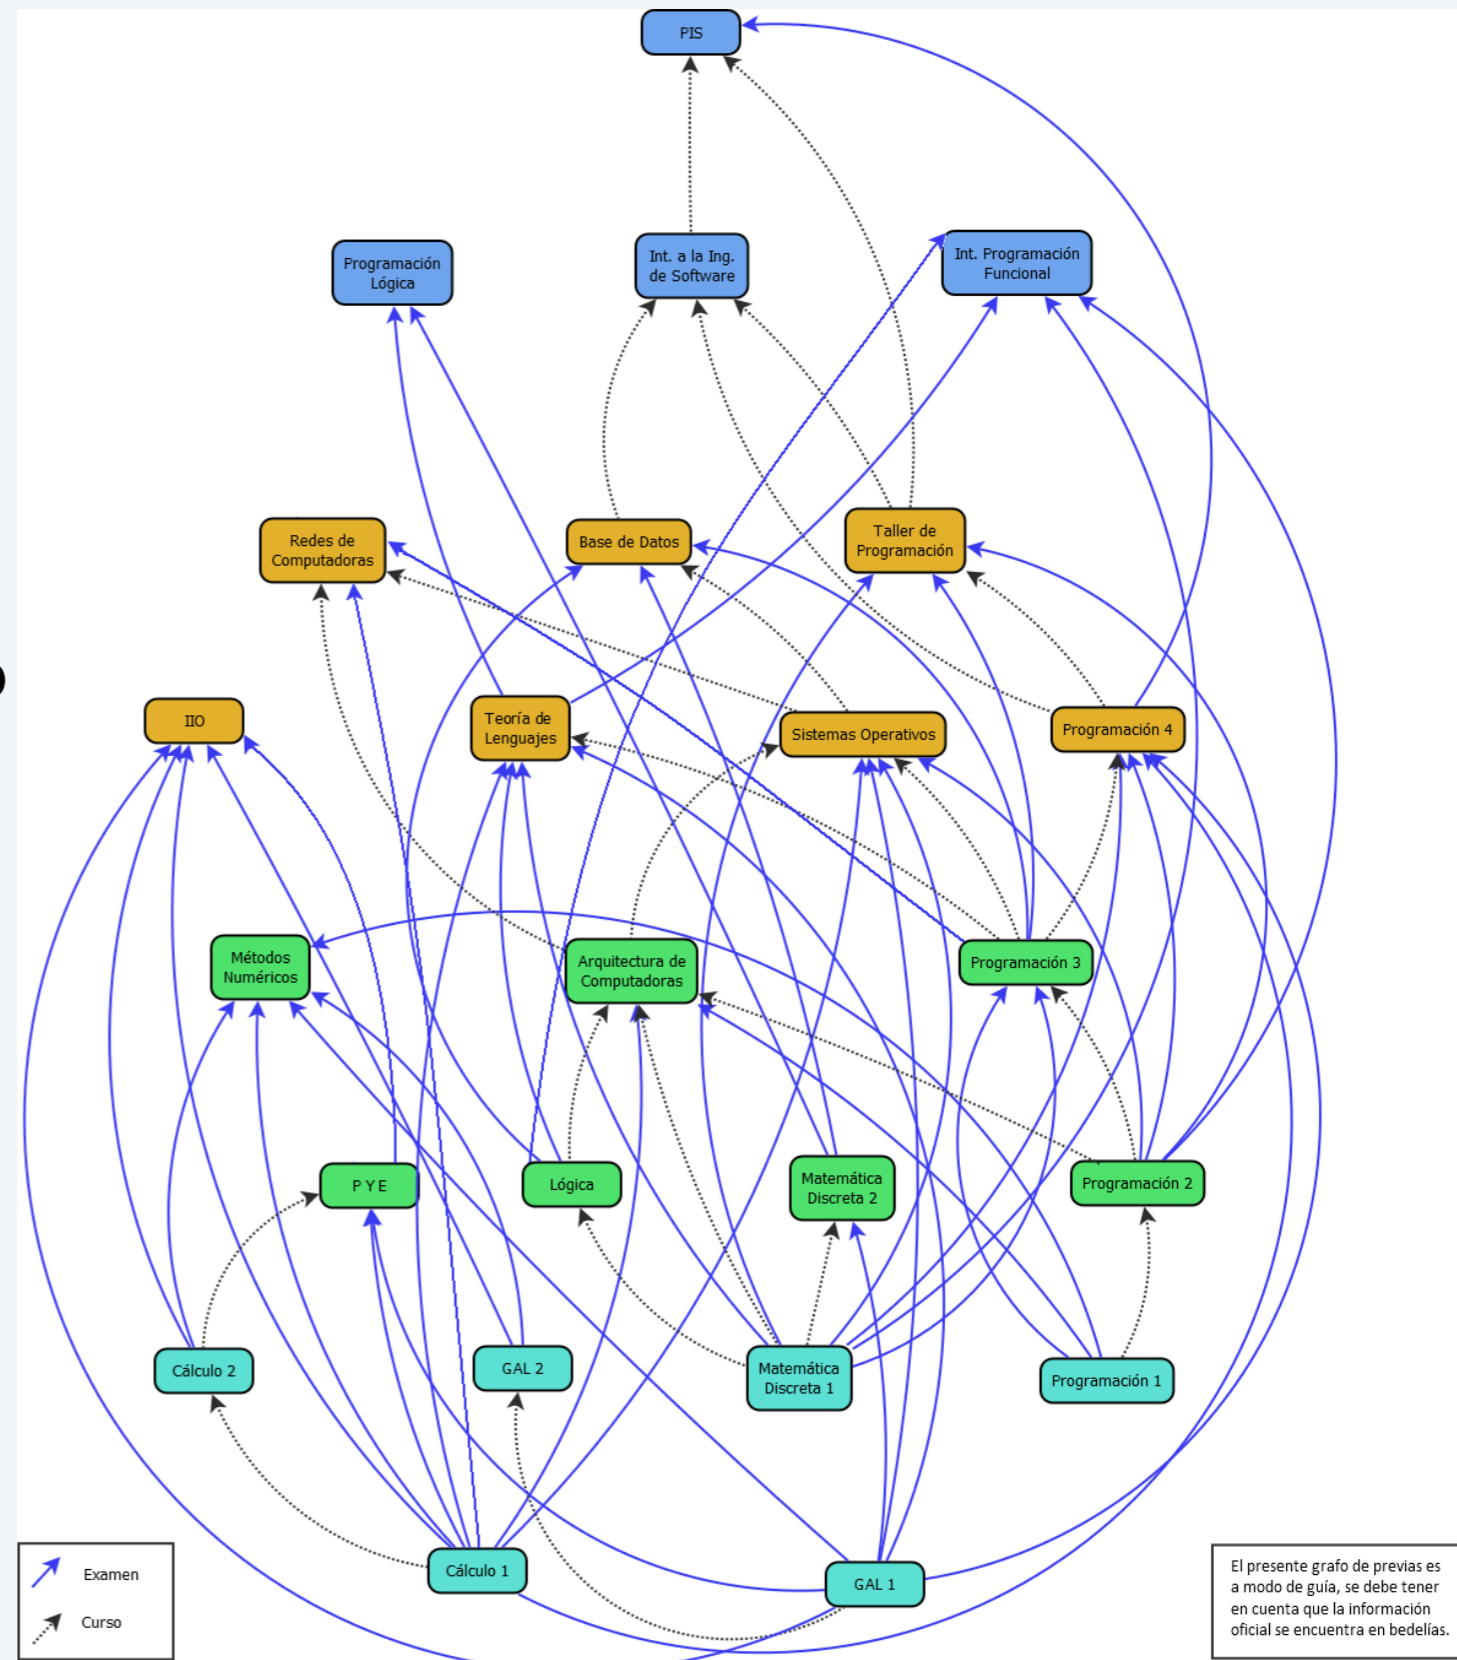 PIS
Programación
Lógica
Int. a la Ing.
de Software
Int. Programación
Funcional
Redes de
Computadoras
Base de Datos
Taller de
Programación
IIO
Teoría de
Lenguajes
Sistemas Operativos
Programación 4
Métodos
Numéricos
Arquitectura de
Computadoras
Programación 3
P Y E
Lógica
Matemática
Discreta 2
Programación 2
Cálculo 2
GAL 2
Matemática
Discreta 1
Programación 1
Cálculo 1
GAL 1
Examen
Curso
El presente grafo de previas es
a modo de guía, se debe tener
en cuenta que la información
oficial se encuentra en bedelías.